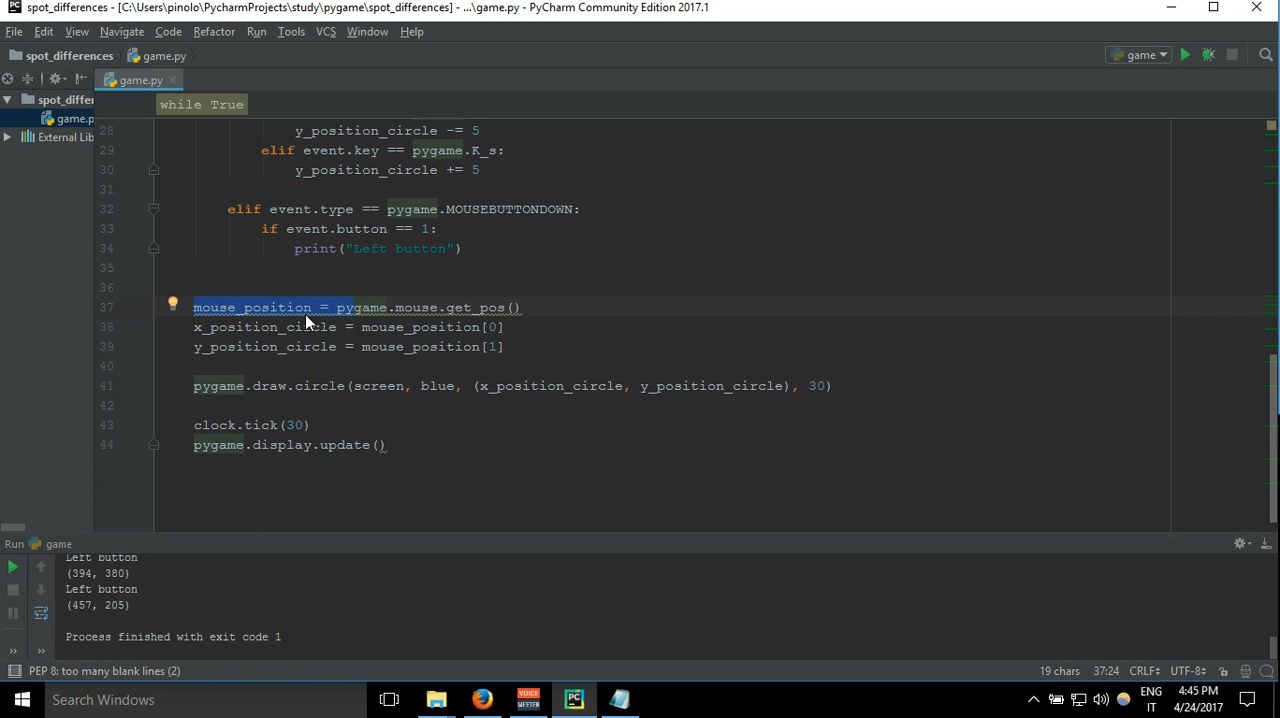 spot_differences - [C:\Users\pinolo\PycharmProjects\study\pygame\spot_differences] - ...\game.py - PyCharm Community Edition 2017.1
File Edit View Navigate Code Refactor Run Tools Help VCS Window Help
spot_differences game.py game
game.py
spot_differ
while True
game.p
28 y_position_circle -= 5
External Lib
29 elif event.key == pygame.K_s:
30 y_position_circle += 5
31
32 elif event.type == pygame.MOUSEBUTTONDOWN:
33 if event.button == 1:
34 print("Left button")
35
36
37 mouse_position = pygame.mouse.get_pos()
38 x_position_circle = mouse_position[0]
39 y_position_circle = mouse_position[1]
40
41 pygame.draw.circle(screen, blue, (x_position_circle, y_position_circle), 30)
42
43 clock.tick(30)
44 pygame.display.update()
Run game
Left button
(394, 380)
Left button
(457, 205)
Process finished with exit code 1
PEP 8: too many blank lines (2) 19 chars 37:24 CRLF UTF-8
Search Windows VOICE MEETER PC ENG 4:45 PM
IT 4/24/2017